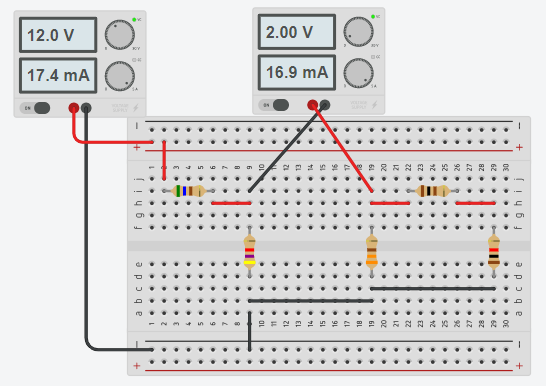 12.0 V
17.4 mA
ON
2.00 V
16.9 mA
ON
− −
+ +
1 2 3 4 5 6 7 8 9 10 11 12 13 14 15 16 17 18 19 20 21 22 23 24 25 26 27 28 29 30
j j
i i
h h
g g
f f
e e
d d
c c
b b
a a
1 2 3 4 5 6 7 8 9 10 11 12 13 14 15 16 17 18 19 20 21 22 23 24 25 26 27 28 29 30
− −
+ +